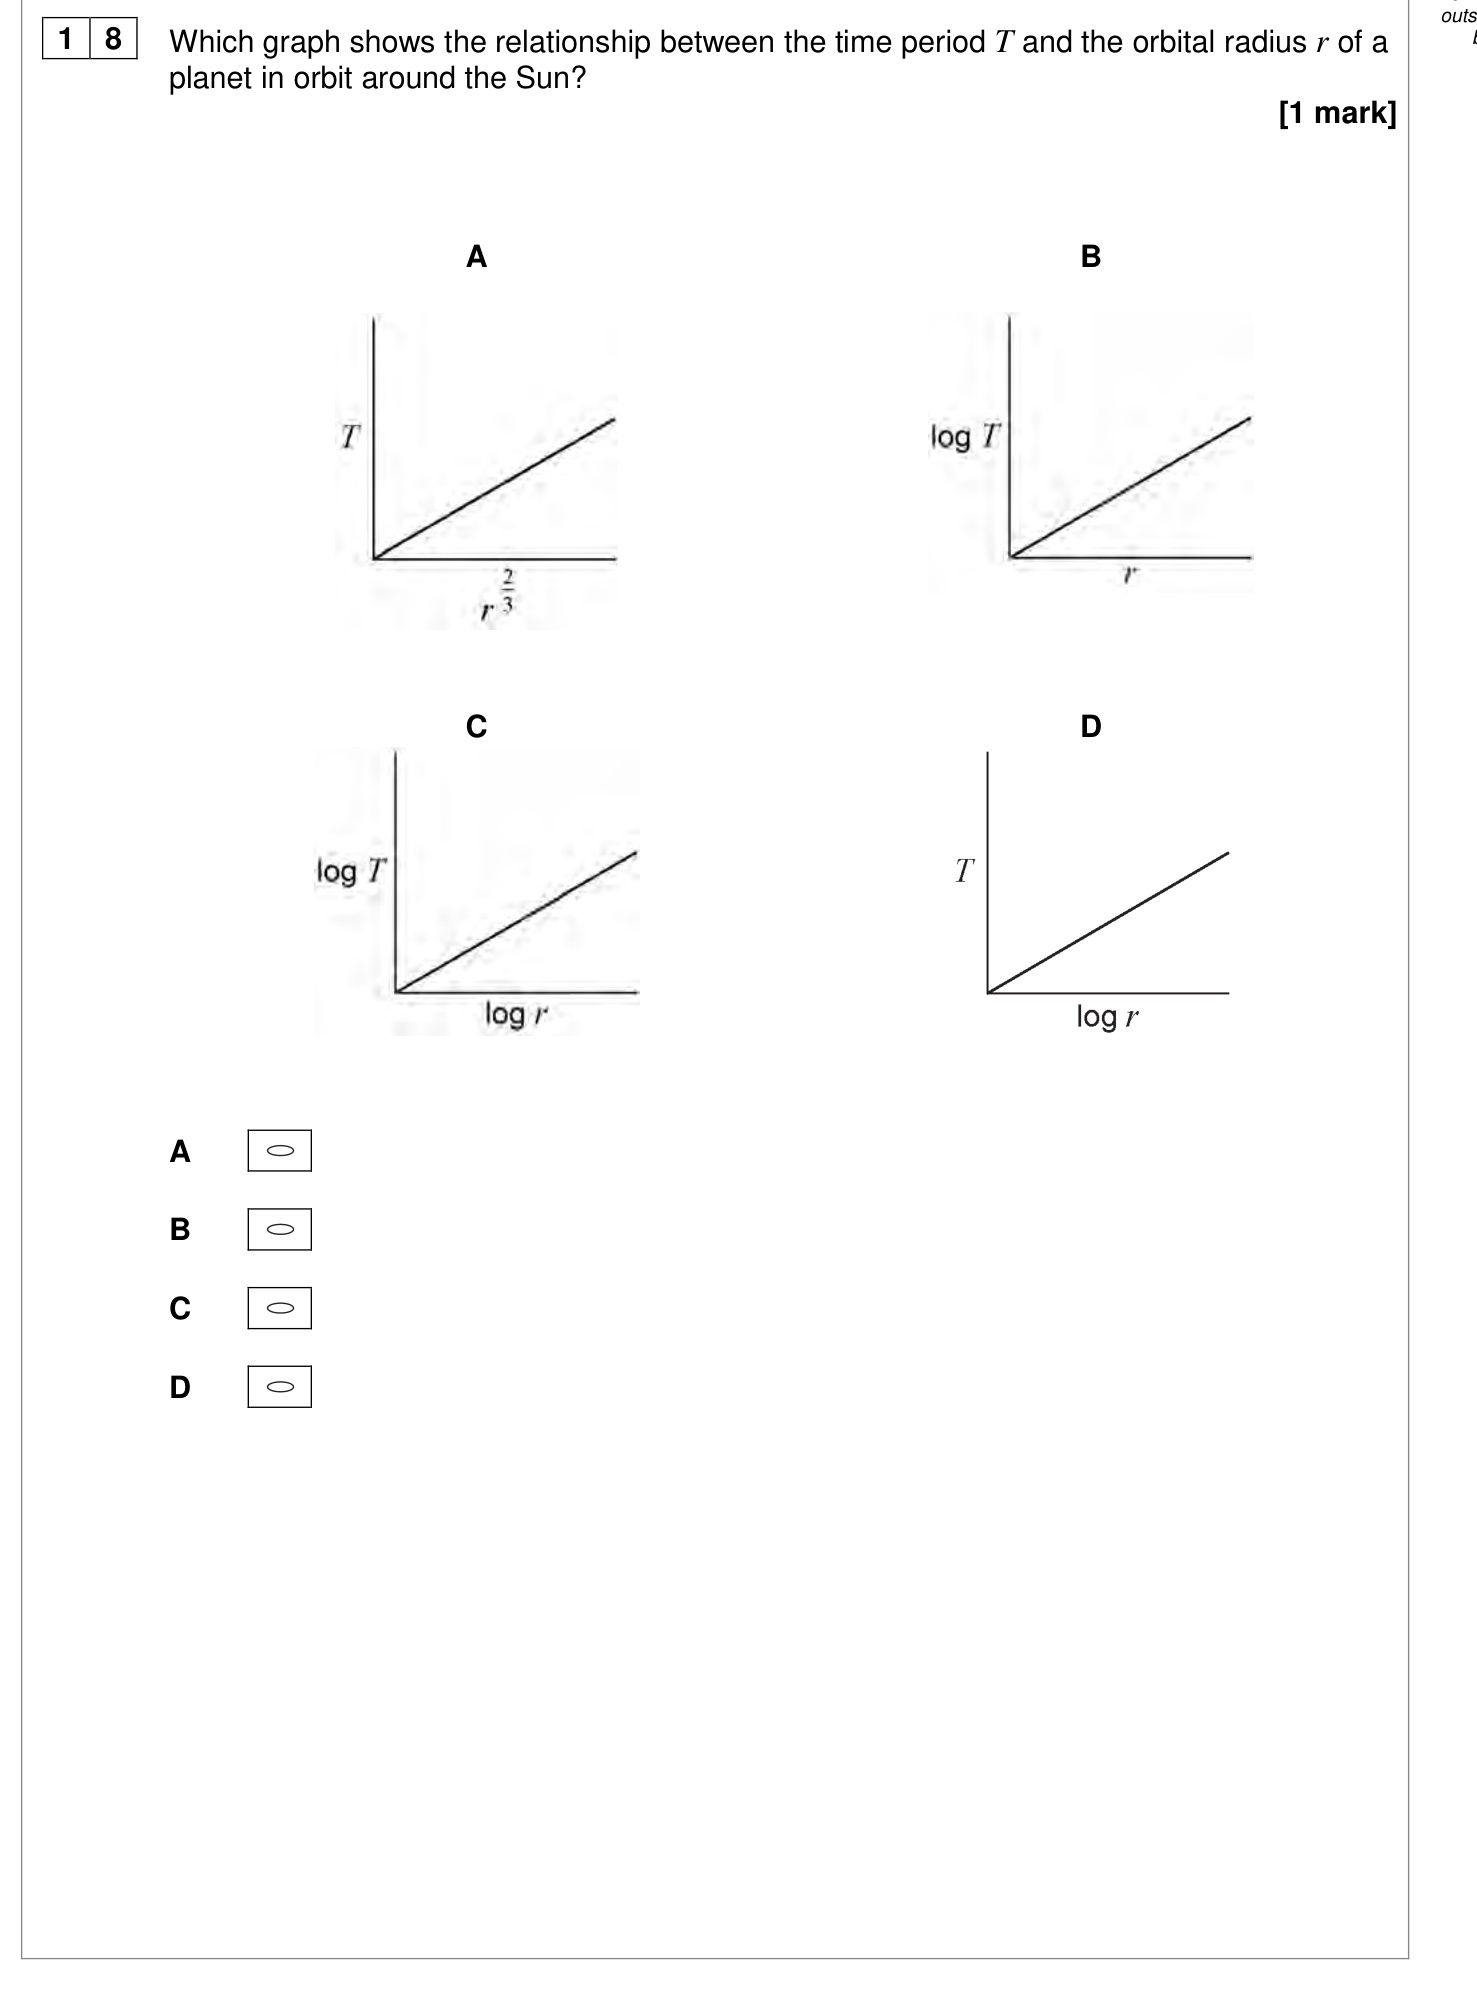 outs
1 8 Which graph shows the relationship between the time period T and the orbital radius r of a
planet in orbit around the Sun?
[1 mark]
A B
T
r 2/3
log T
r
C D
log T
log r
T
log r
A
B
C
D